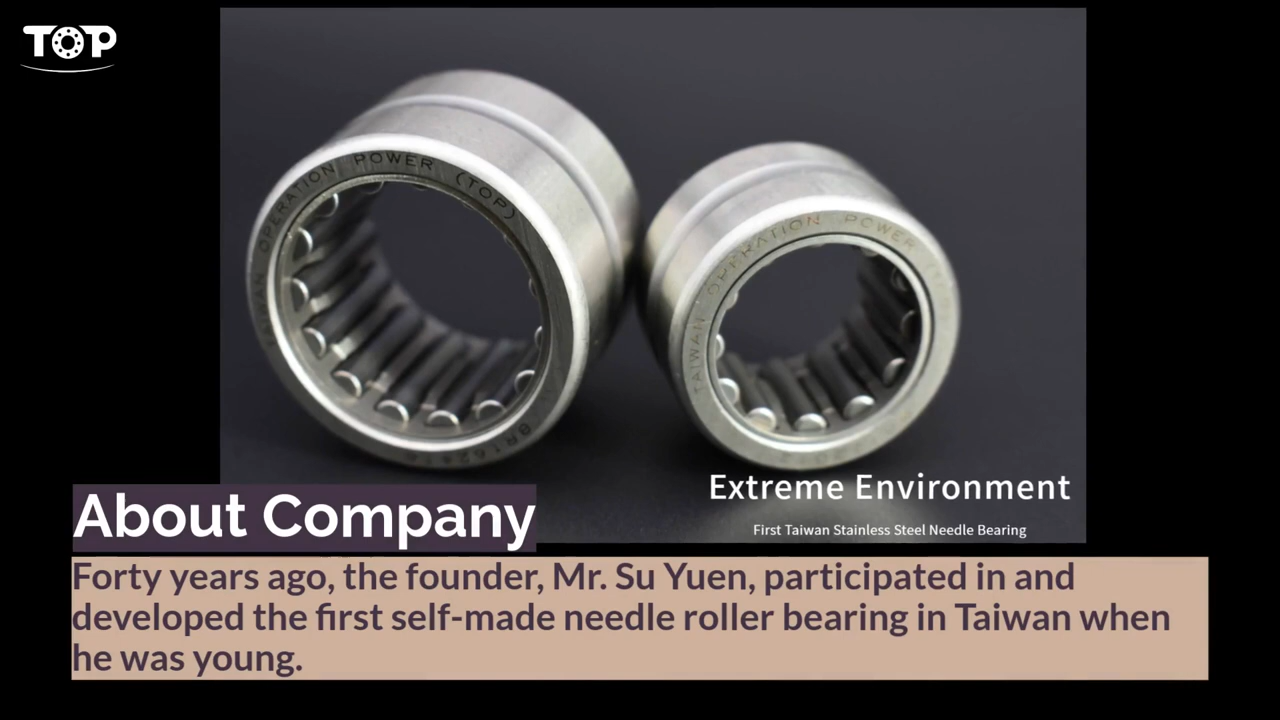 TOP
TAIWAN OPERATION POWER (TOP)
TAIWAN OPERATION POWER
Extreme Environment
First Taiwan Stainless Steel Needle Bearing
About Company
Forty years ago, the founder, Mr. Su Yuen, participated in and
developed the first self-made needle roller bearing in Taiwan when
he was young.